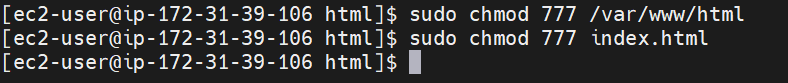 [ec2-user@ip-172-31-39-106 html]$ sudo chmod 777 /var/www/html
[ec2-user@ip-172-31-39-106 html]$ sudo chmod 777 index.html
[ec2-user@ip-172-31-39-106 html]$